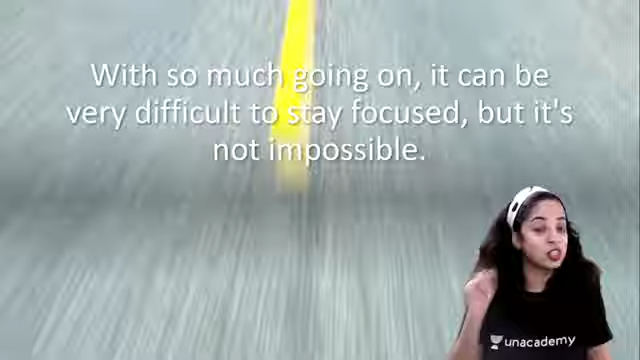 With so much going on, it can be
very difficult to stay focused, but it's
not impossible.
unacademy